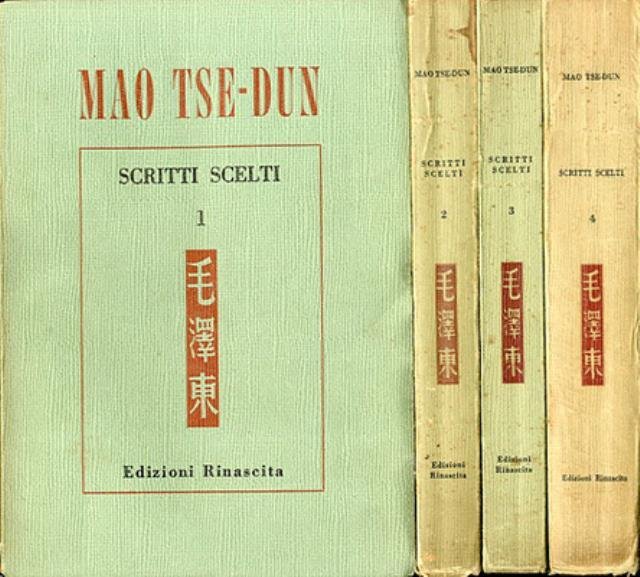 MAO TSE-DUN
SCRITTI SCELTI
1
毛澤東
Edizioni Rinascita
MAO TSE-DUN
SCRITTI
SCELTI
2
毛澤東
Edizioni
Rinascita
MAO TSE-DUN
SCRITTI
SCELTI
3
毛澤東
Edizioni
Rinascita
MAO TSE-DUN
SCRITTI SCELTI
4
毛澤東
Edizioni Rinascita